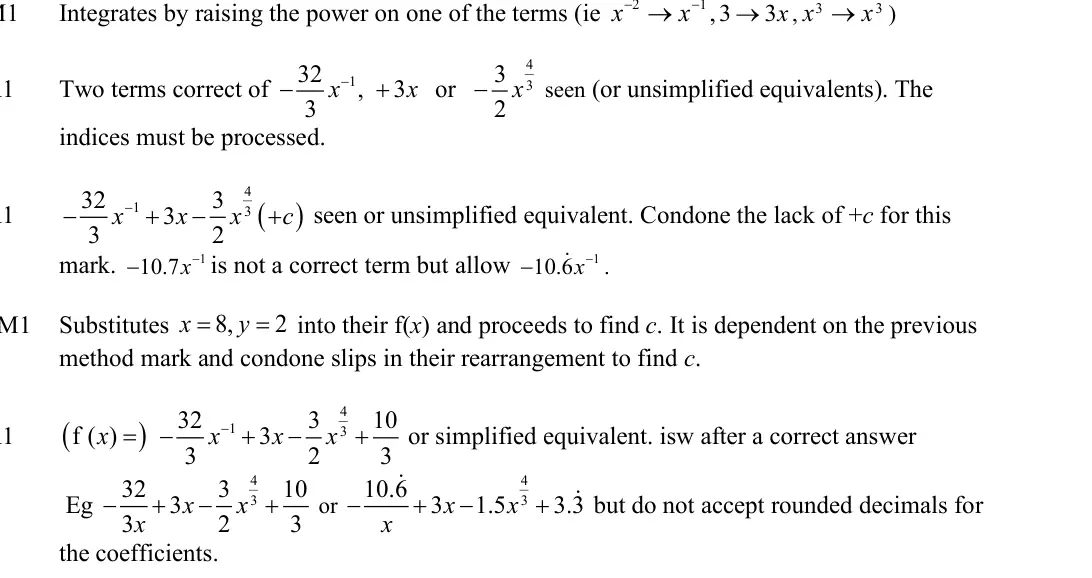 M1 Integrates by raising the power on one of the terms (ie x⁻² → x⁻¹, 3 → 3x, x³ → x³)
1 Two terms correct of −32/3 x⁻¹, +3x or −3/2 x^(4/3) seen (or unsimplified equivalents). The
indices must be processed.
1 −32/3 x⁻¹ + 3x − 3/2 x^(4/3) (+c) seen or unsimplified equivalent. Condone the lack of +c for this
mark. −10.7x⁻¹ is not a correct term but allow −10.6̇x⁻¹.
M1 Substitutes x = 8, y = 2 into their f(x) and proceeds to find c. It is dependent on the previous
method mark and condone slips in their rearrangement to find c.
1 (f (x) =) −32/3 x⁻¹ + 3x − 3/2 x^(4/3) + 10/3 or simplified equivalent. isw after a correct answer
Eg −32/3x + 3x − 3/2 x^(4/3) + 10/3 or −10.6̇/x + 3x − 1.5x^(4/3) + 3.3̇ but do not accept rounded decimals for
the coefficients.